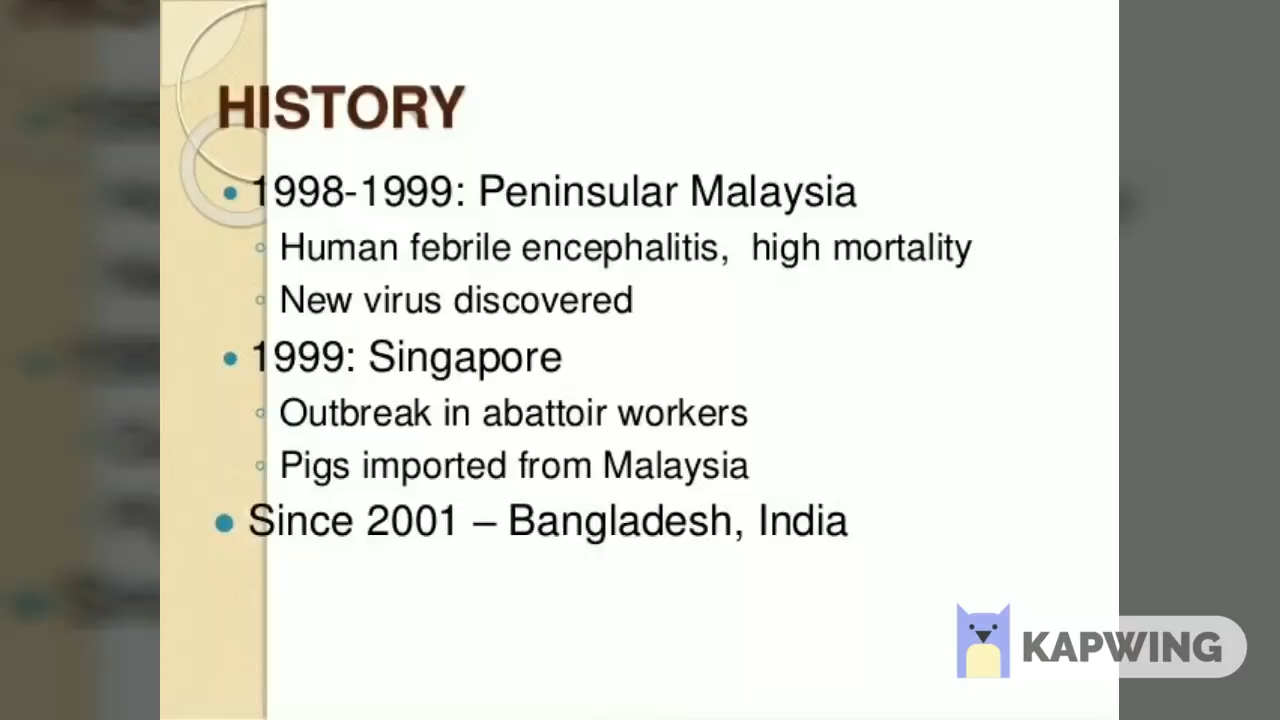 HISTORY
1998-1999: Peninsular Malaysia
Human febrile encephalitis, high mortality
New virus discovered
1999: Singapore
Outbreak in abattoir workers
Pigs imported from Malaysia
Since 2001 – Bangladesh, India
KAPWING